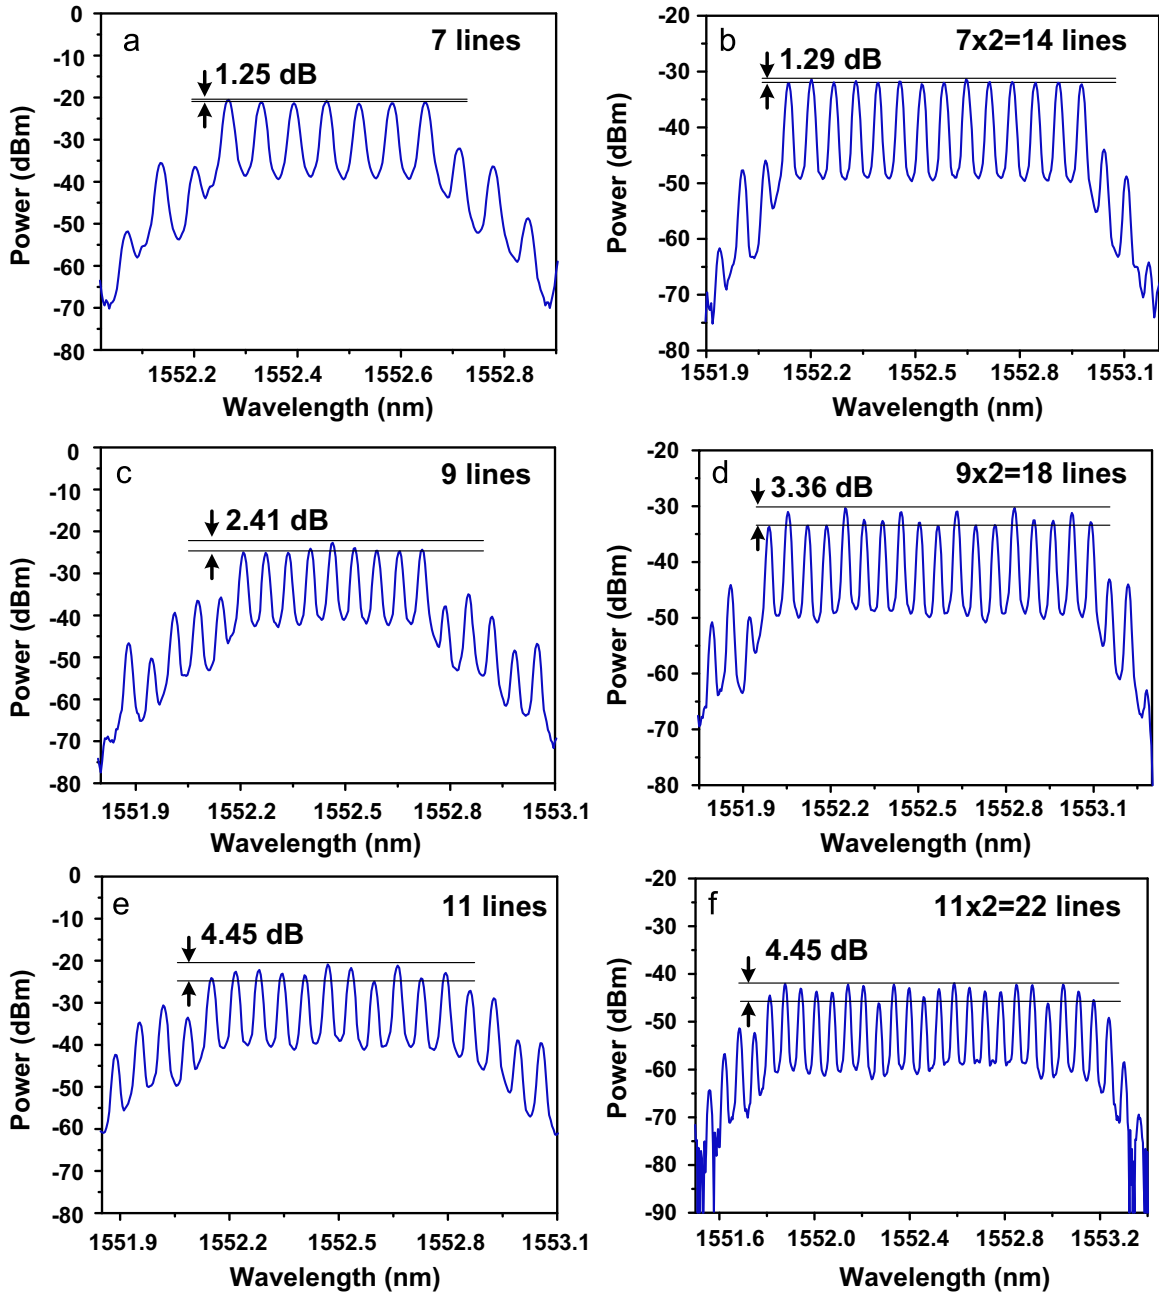 a
7 lines
1.25 dB
0
-10
-20
-30
-40
-50
-60
-70
-80
Power (dBm)
1552.2
1552.4
1552.6
1552.8
Wavelength (nm)
b
7x2=14 lines
1.29 dB
-20
-30
-40
-50
-60
-70
-80
Power (dBm)
1551.9
1552.2
1552.5
1552.8
1553.1
Wavelength (nm)
c
9 lines
2.41 dB
0
-10
-20
-30
-40
-50
-60
-70
-80
Power (dBm)
1551.9
1552.2
1552.5
1552.8
1553.1
Wavelength (nm)
d
9x2=18 lines
3.36 dB
-20
-30
-40
-50
-60
-70
-80
Power (dBm)
1551.9
1552.2
1552.5
1552.8
1553.1
Wavelength (nm)
e
11 lines
4.45 dB
0
-10
-20
-30
-40
-50
-60
-70
-80
Power (dBm)
1551.9
1552.2
1552.5
1552.8
1553.1
Wavelength (nm)
f
11x2=22 lines
4.45 dB
-20
-30
-40
-50
-60
-70
-80
-90
Power (dBm)
1551.6
1552.0
1552.4
1552.8
1553.2
Wavelength (nm)